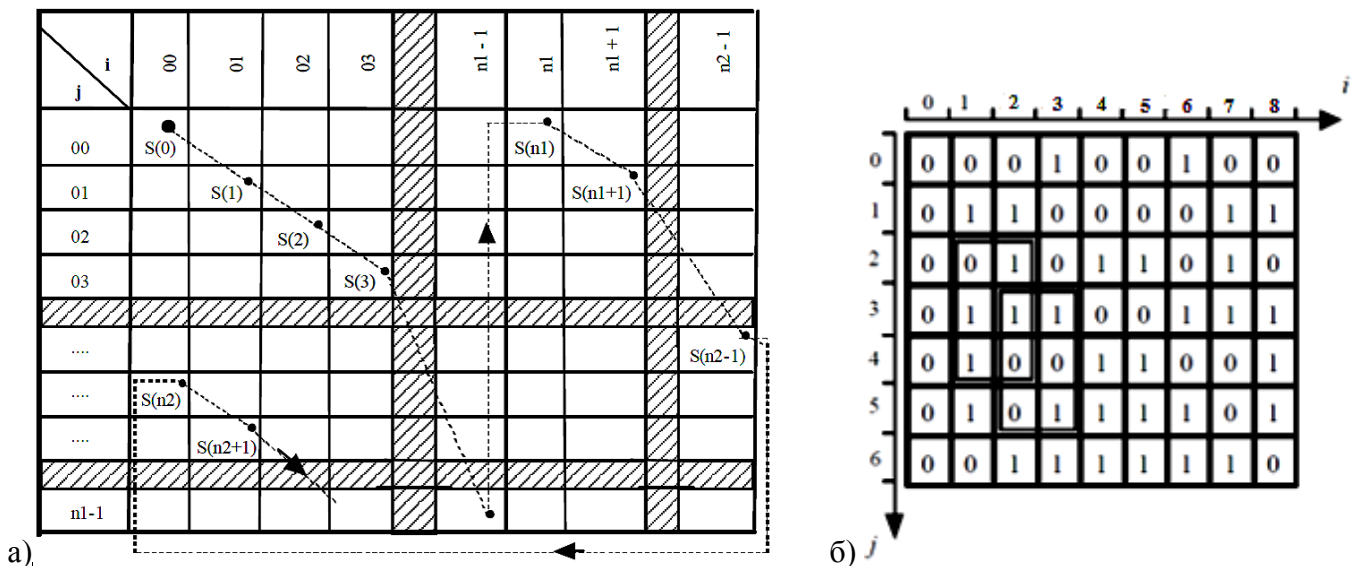 i
j
00 01 02 03 n1 - 1 n1 n1 + 1 n2 - 1
00 S(0) S(n1)
01 S(1) S(n1+1)
02 S(2)
03 S(3)
.... S(n2-1)
.... S(n2)
.... S(n2+1)
n1-1
а)
i
0 1 2 3 4 5 6 7 8
0 0 0 0 1 0 0 1 0 0
1 0 1 1 0 0 0 0 1 1
2 0 0 1 0 1 1 0 1 0
3 0 1 1 1 0 0 1 1 1
4 0 1 0 0 1 1 0 0 1
5 0 1 0 1 1 1 1 0 1
6 0 0 1 1 1 1 1 1 0
j
б)